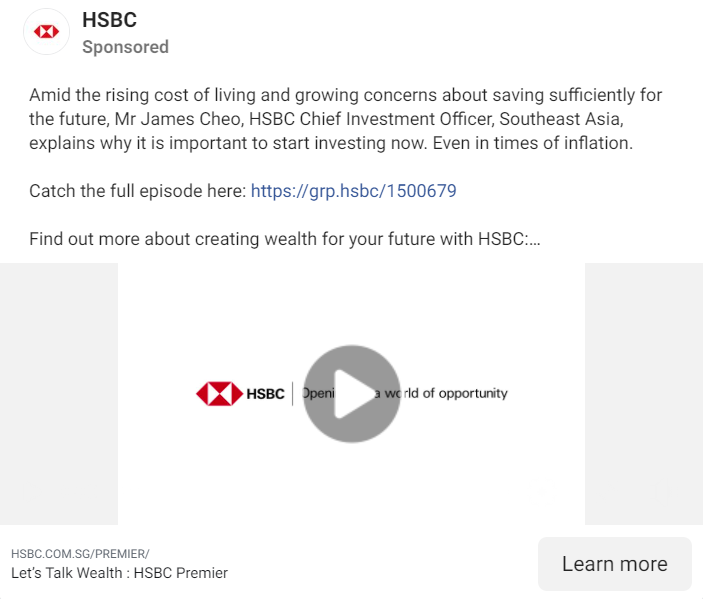 HSBC
Sponsored
Amid the rising cost of living and growing concerns about saving sufficiently for
the future, Mr James Cheo, HSBC Chief Investment Officer, Southeast Asia,
explains why it is important to start investing now. Even in times of inflation.
Catch the full episode here: https://grp.hsbc/1500679
Find out more about creating wealth for your future with HSBC:...
HSBC | Openi a world of opportunity
HSBC.COM.SG/PREMIER/
Let's Talk Wealth : HSBC Premier
Learn more